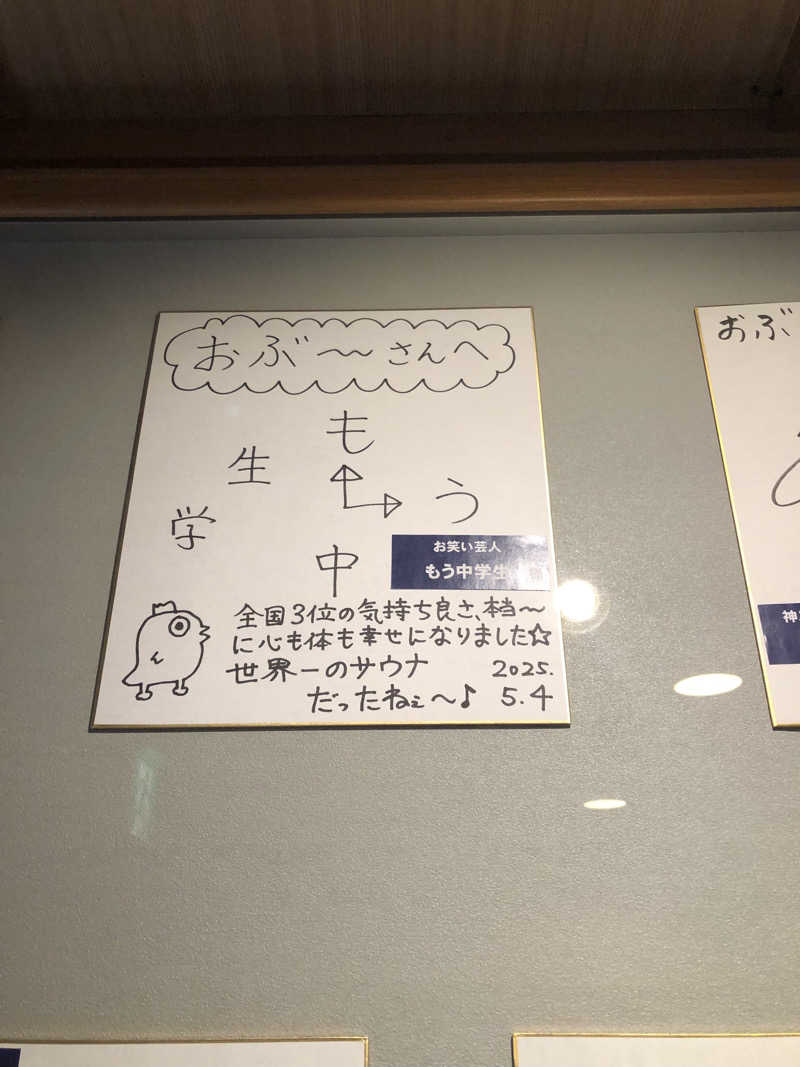 おぶ〜さんへ
も
う
中
学
生
お笑い芸人
もう中学生
全国3位の気持ち良さ、本当〜
に心も体も幸せになりました☆
世界一のサウナ
だったねぇ〜♪
2025.
5.4
おぶ
神